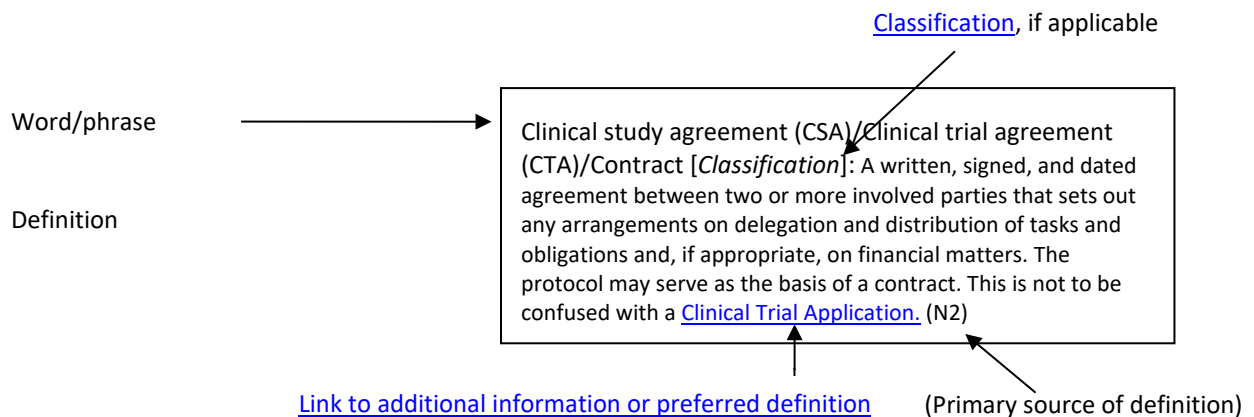 Classification, if applicable
Word/phrase
Clinical study agreement (CSA)/Clinical trial agreement
(CTA)/Contract [Classification]: A written, signed, and dated
agreement between two or more involved parties that sets out
Definition
any arrangements on delegation and distribution of tasks and
obligations and, if appropriate, on financial matters. The
protocol may serve as the basis of a contract. This is not to be
confused with a Clinical Trial Application. (N2)
Link to additional information or preferred definition
(Primary source of definition)